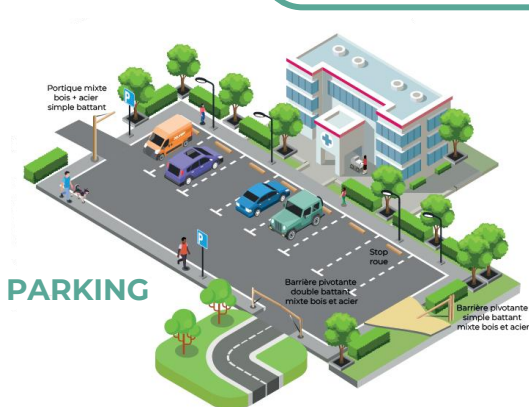 Portique mixte
bois + acier
simple battant
P
P
Stop
roue
PARKING
Barrière pivotante
double battant
mixte bois et acier
Barrière pivotante
simple battant
mixte bois et acier